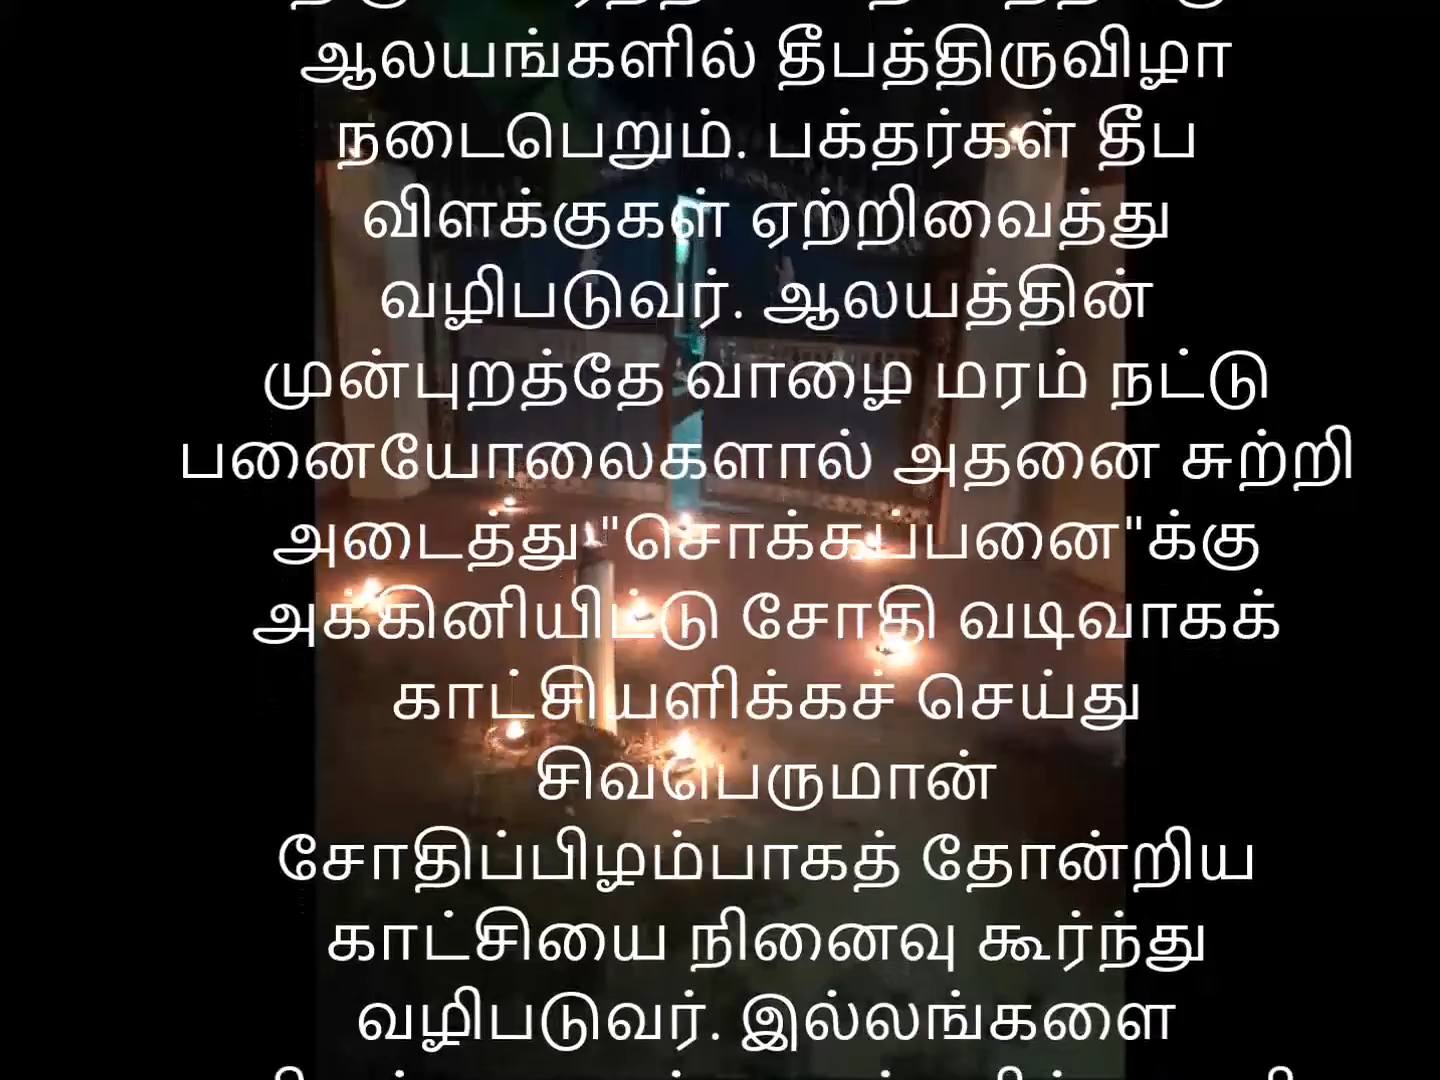 ஆலயங்களில் தீபத்திருவிழா
நடைபெறும். பக்தர்கள் தீப
விளக்குகள் ஏற்றிவைத்து
வழிபடுவர். ஆலயத்தின்
முன்புறத்தே வாழை மரம் நட்டு
பனையோலைகளால் அதனை சுற்றி
அடைத்து "சொக்கப்பனை"க்கு
அக்கினியிட்டு சோதி வடிவாகக்
காட்சியளிக்கச் செய்து
சிவபெருமான்
சோதிப்பிழம்பாகத் தோன்றிய
காட்சியை நினைவு கூர்ந்து
வழிபடுவர். இல்லங்களை